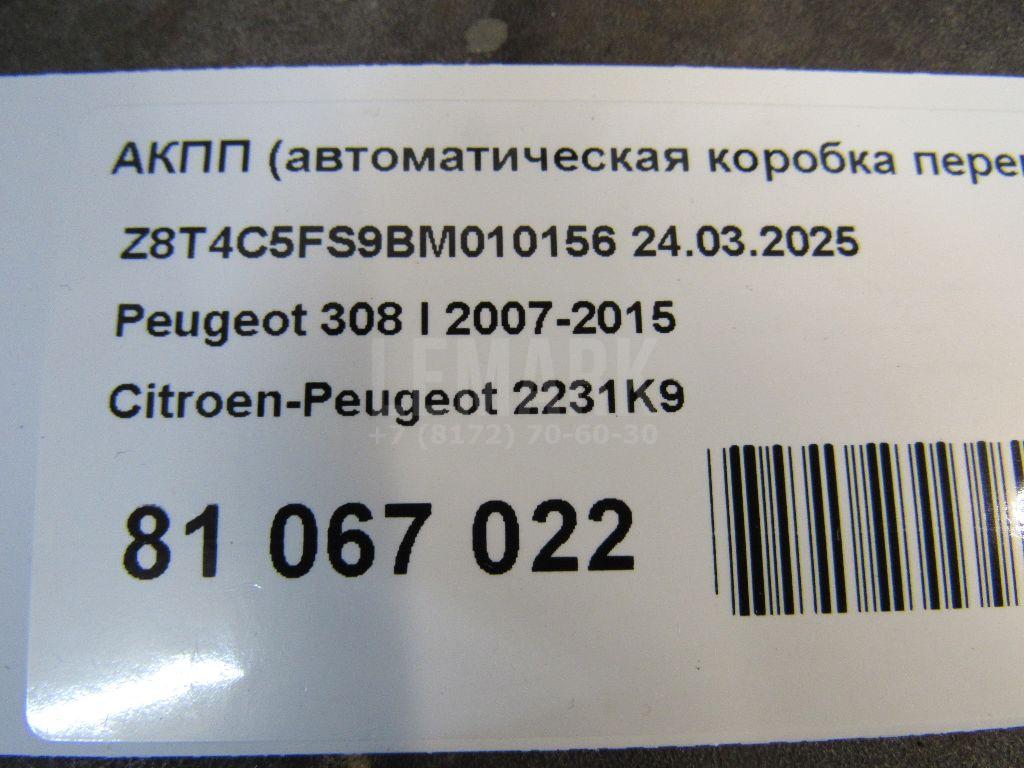 АКПП (автоматическая коробка
Z8T4C5FS9BM010156 24.03.2025
Peugeot 308 I 2007-2015
LEMARK
Citroen-Peugeot 2231K9
+7 (8172) 70-60-30
81 067 022